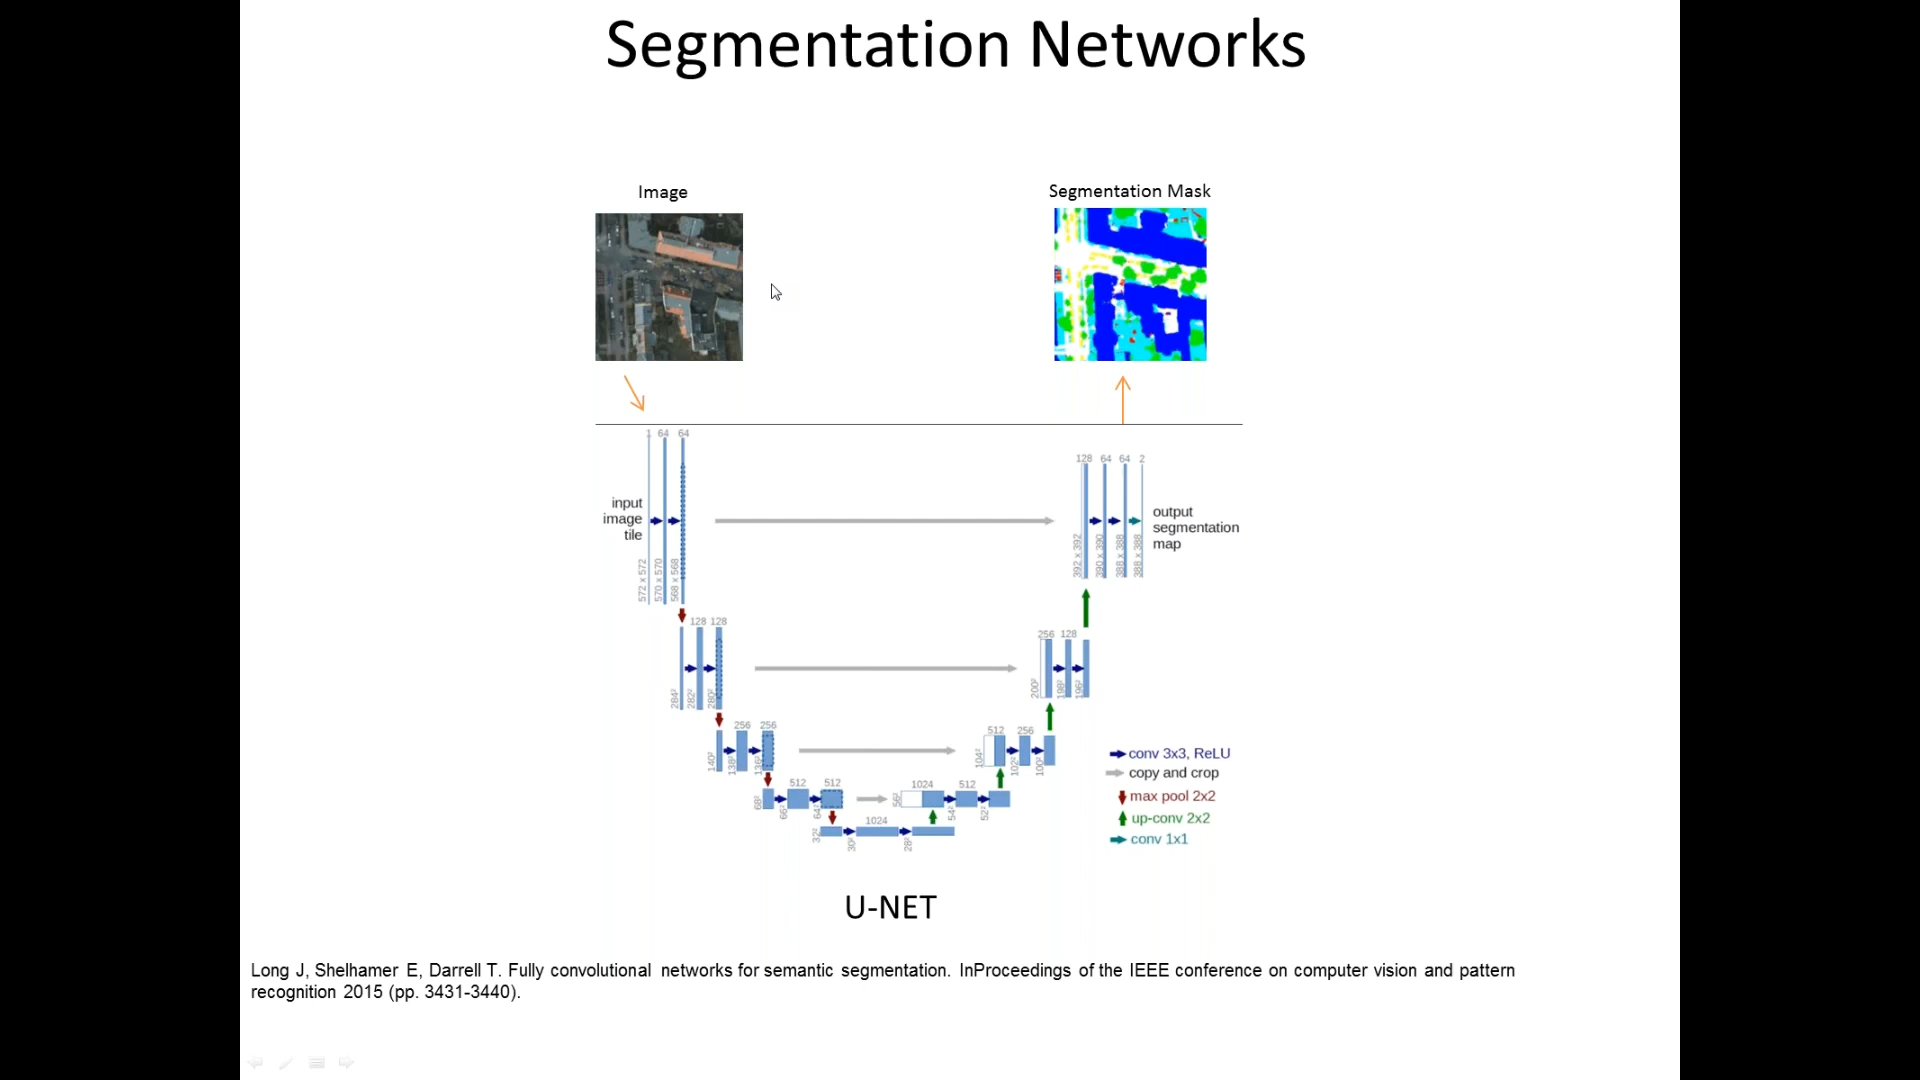 Segmentation Networks
Image
Segmentation Mask
1 64 64
128 64 64 2
input
image
tile
output
segmentation
map
572 x 572
570 x 570
568 x 568
392 x 392
390 x 390
388 x 388
388 x 388
128 128
256 128
284²
282²
280²
200²
198²
196²
256 256
512 256
140²
138²
136²
104²
102²
100²
512 512
1024 512
68²
66²
64²
56²
54²
52²
1024
32²
30²
28²
conv 3x3, ReLU
copy and crop
max pool 2x2
up-conv 2x2
conv 1x1
U-NET
Long J, Shelhamer E, Darrell T. Fully convolutional networks for semantic segmentation. InProceedings of the IEEE conference on computer vision and pattern
recognition 2015 (pp. 3431-3440).